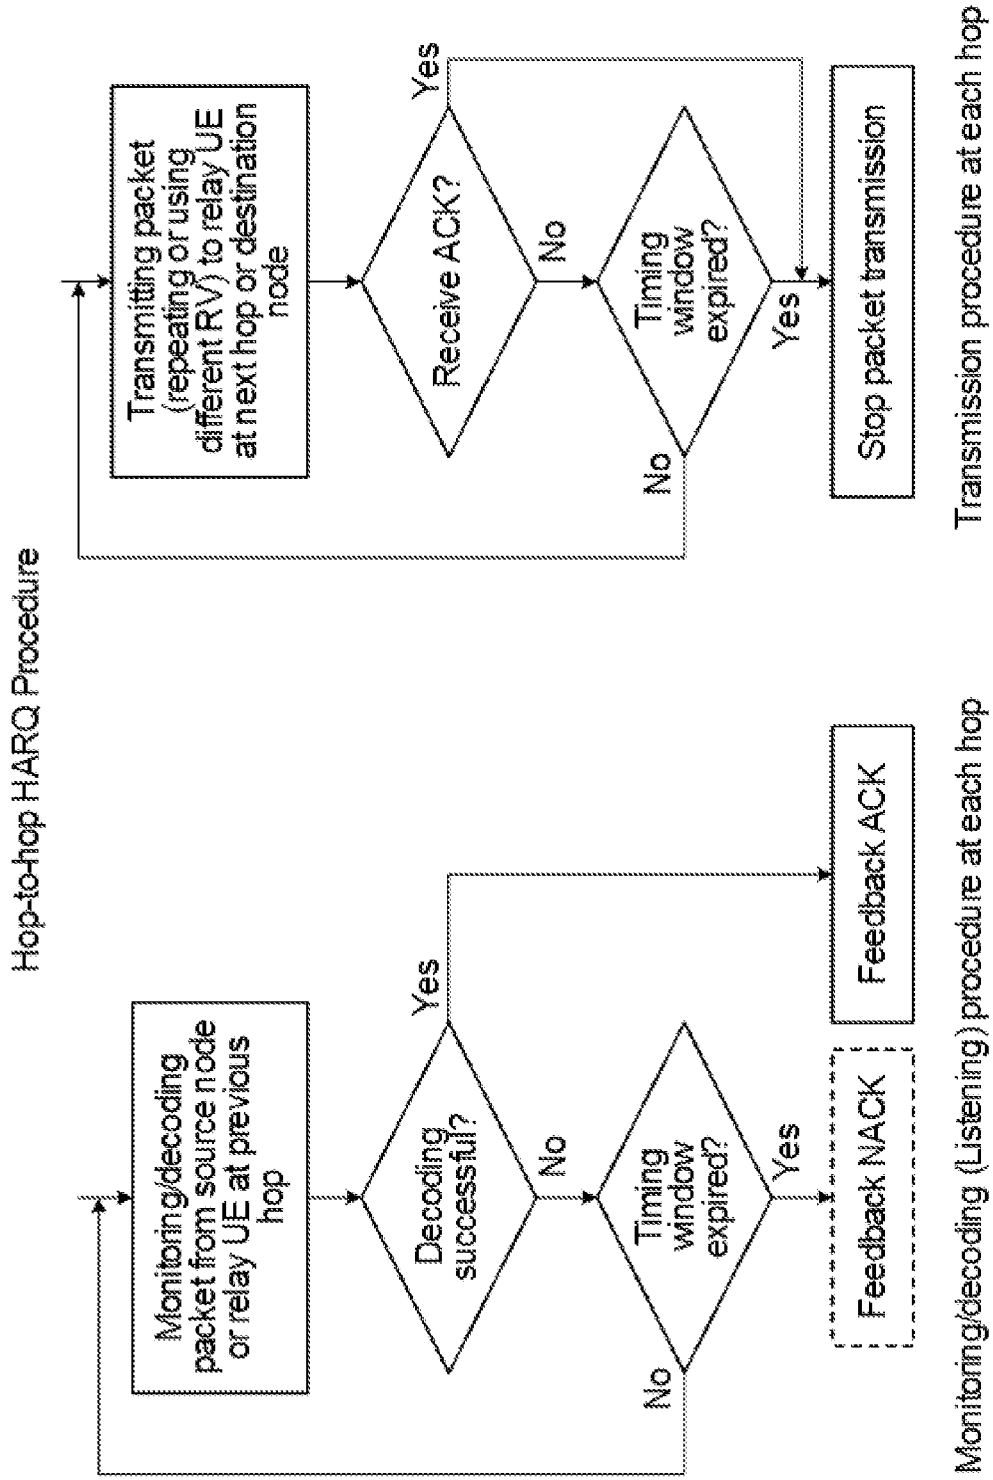 Hop-to-hop HARQ Procedure
Monitoring/decoding
packet from source node
or relay UE at previous
hop
Decoding
successful?
Yes
No
Timing
window
expired?
No
Yes
Feedback NACK
Feedback ACK
Monitoring/decoding (Listening) procedure at each hop
Transmitting packet
(repeating or using
different RV) to relay UE
at next hop or destination
node
Receive ACK?
Yes
No
Timing
window
expired?
No
Yes
Stop packet transmission
Transmission procedure at each hop